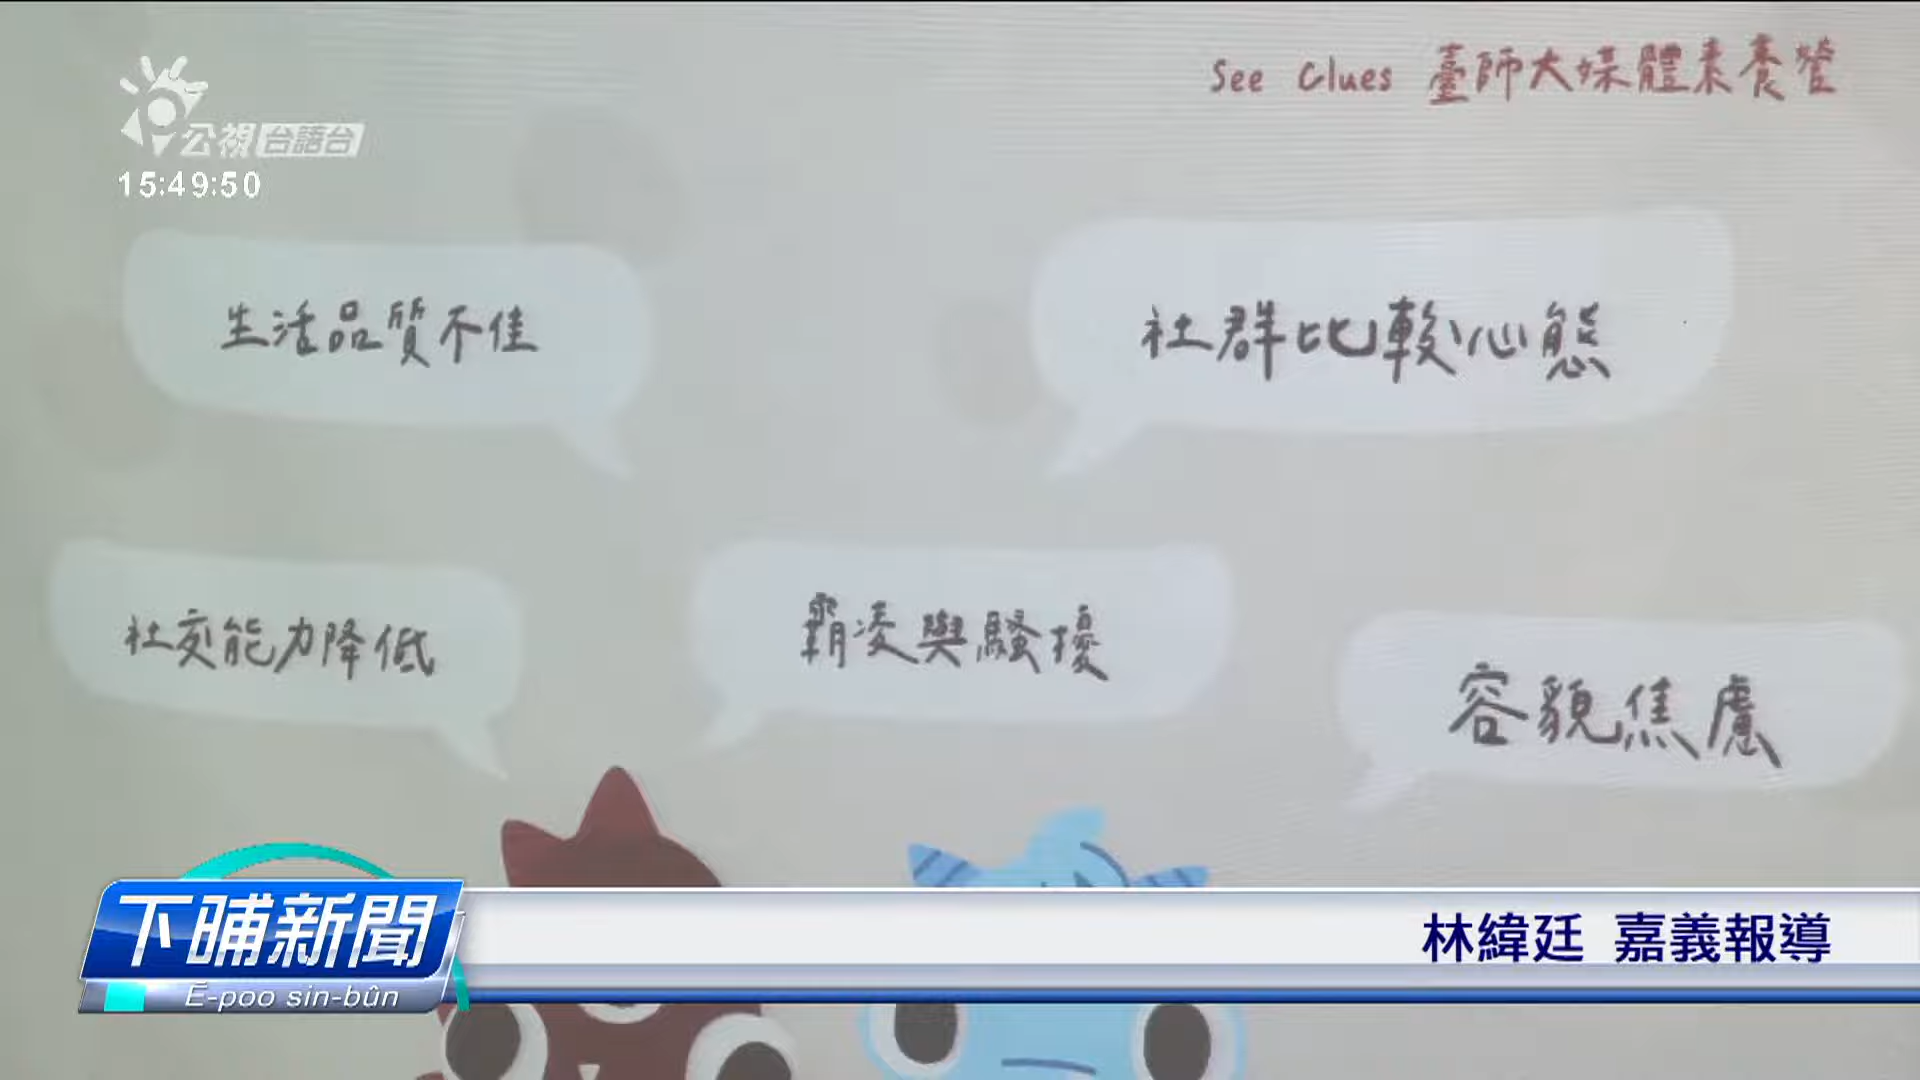 See Clues 臺師大媒體素養營
公視台語台
15:49:50
生活品質不佳
社群比較心態
社交能力降低
霸凌與騷擾
容貌焦慮
下晡新聞
Ē-poo sin-bûn
林緯廷 嘉義報導